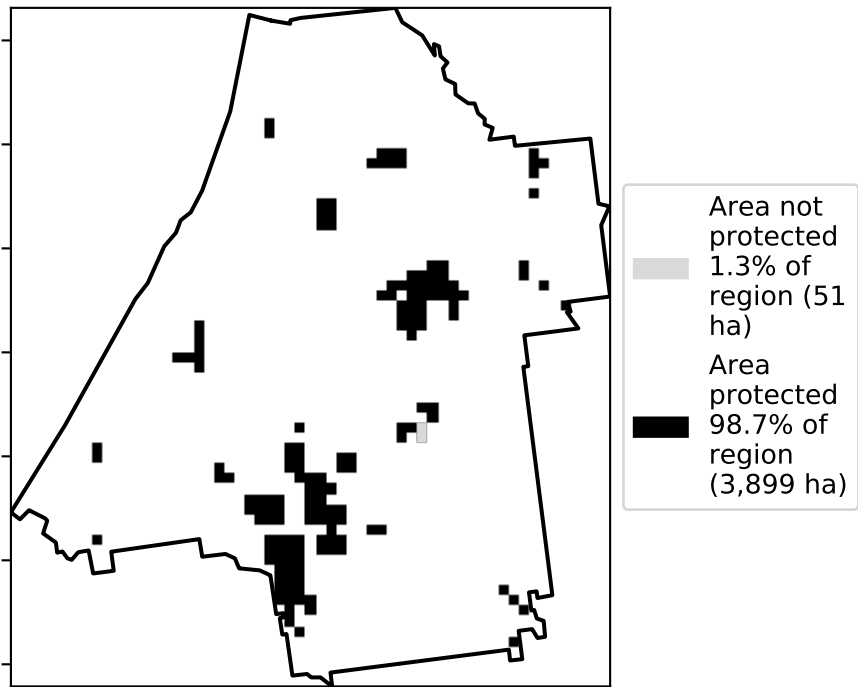 Area not
protected
1.3% of
region (51
ha)
Area
protected
98.7% of
region
(3,899 ha)